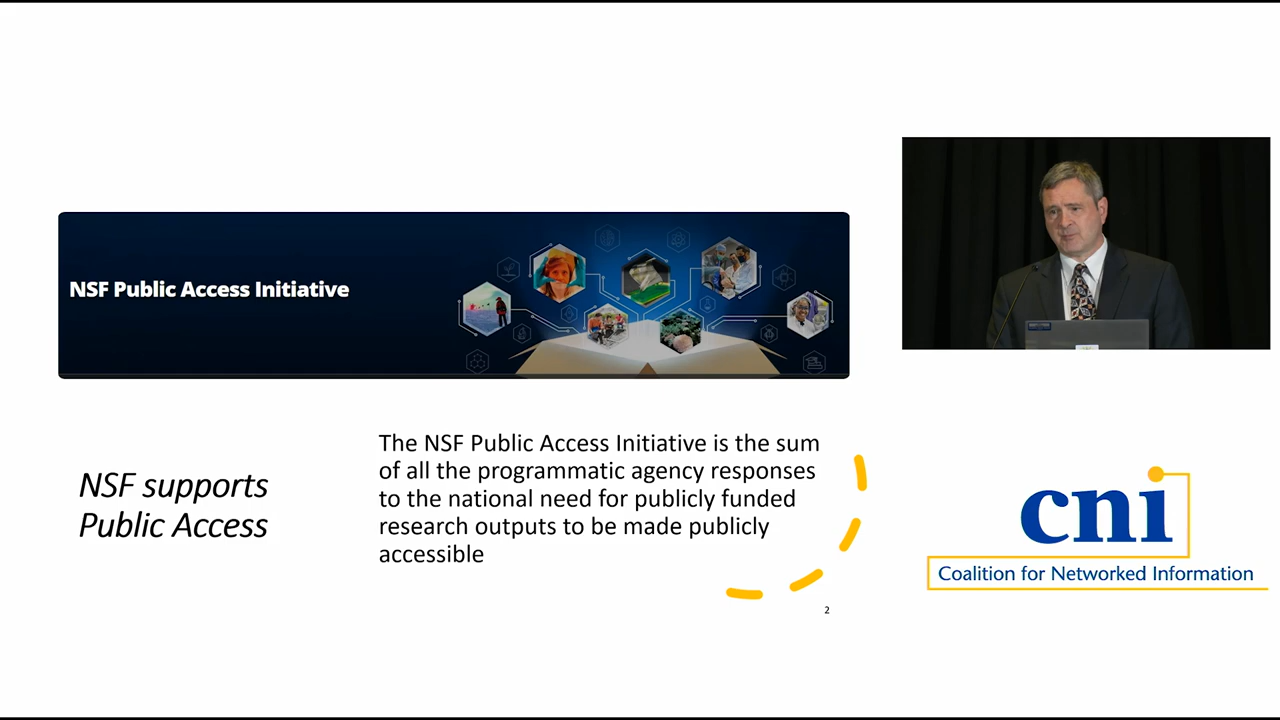 NSF Public Access Initiative
NSF supports
Public Access
The NSF Public Access Initiative is the sum
of all the programmatic agency responses
to the national need for publicly funded
research outputs to be made publicly
accessible
2
cni
Coalition for Networked Information